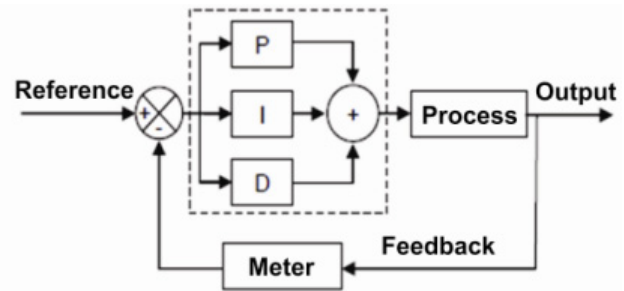 P
Reference
Output
+
I
+
Process
-
D
Feedback
Meter